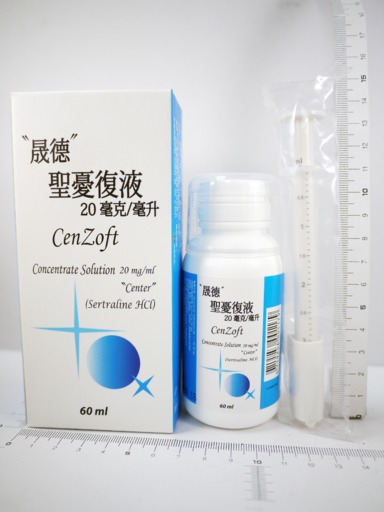 "晟德"
聖憂復液
20 毫克/毫升
CenZoft
Concentrate Solution 20 mg/ml
"Center"
(Sertraline HCl)
60 ml
"晟德"
聖憂復液
20 毫克/毫升
CenZoft
Concentrate Solution 20 mg/ml
"Center"
(Sertraline HCl)
60 ml
ml